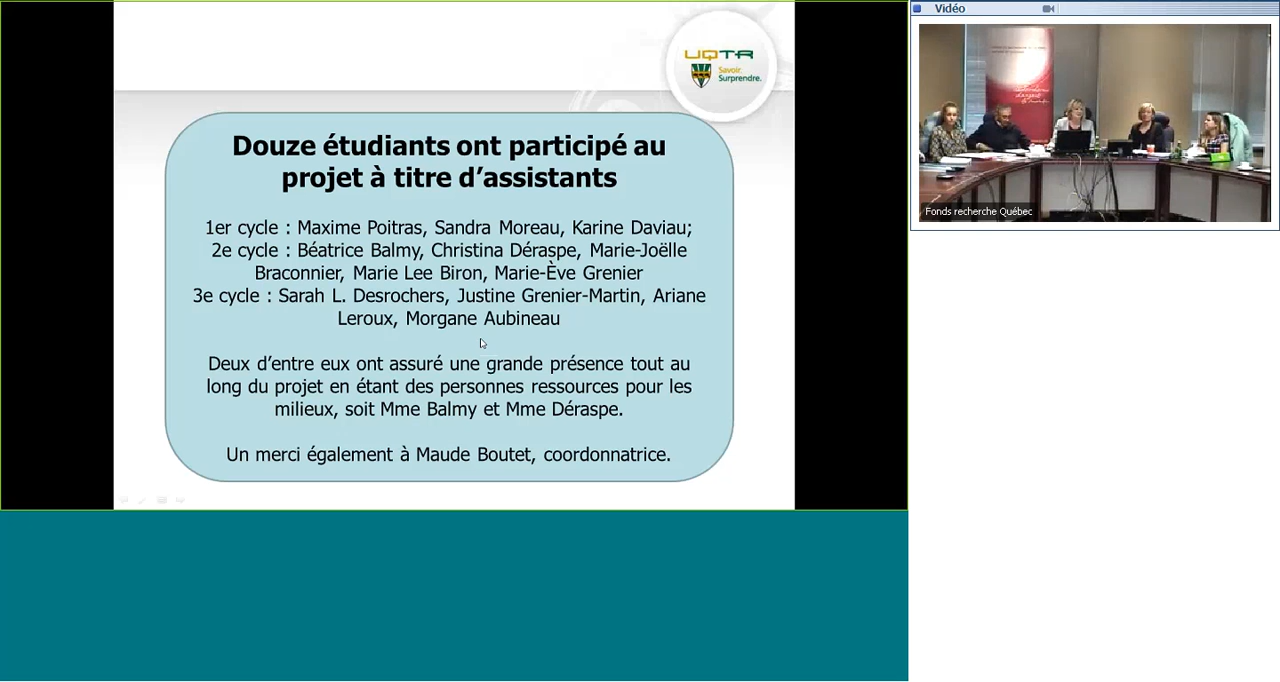 Vidéo
UQTR
Savoir.
Surprendre.
Douze étudiants ont participé au
projet à titre d’assistants
1er cycle : Maxime Poitras, Sandra Moreau, Karine Daviau;
2e cycle : Béatrice Balmy, Christina Déraspe, Marie-Joëlle
Braconnier, Marie Lee Biron, Marie-Ève Grenier
3e cycle : Sarah L. Desrochers, Justine Grenier-Martin, Ariane
Leroux, Morgane Aubineau
Deux d’entre eux ont assuré une grande présence tout au
long du projet en étant des personnes ressources pour les
milieux, soit Mme Balmy et Mme Déraspe.
Un merci également à Maude Boutet, coordonnatrice.
Fonds recherche Québec